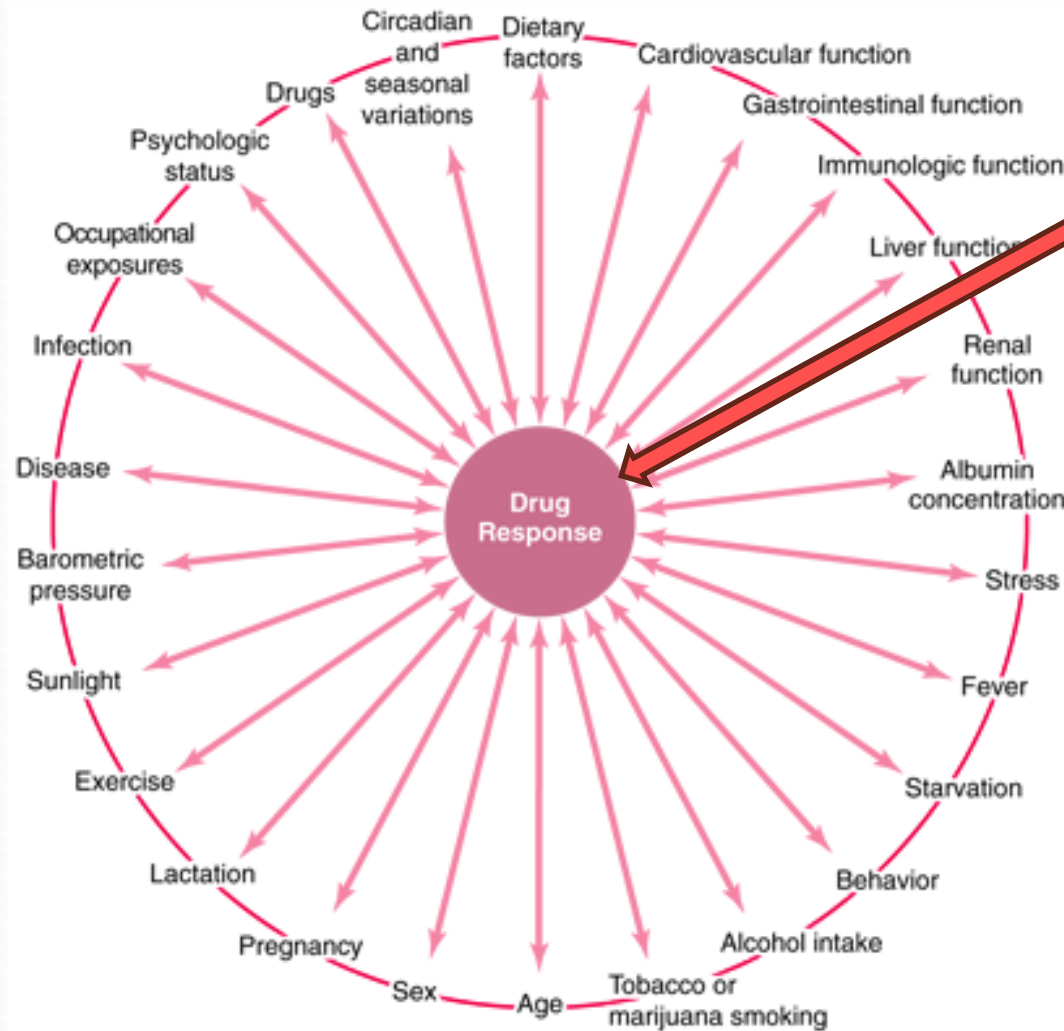 Circadian
and
seasonal
variations
Dietary
factors
Cardiovascular function
Gastrointestinal function
Immunologic function
Liver function
Renal
function
Albumin
concentration
Stress
Fever
Starvation
Behavior
Alcohol intake
Tobacco or
marijuana smoking
Age
Sex
Pregnancy
Lactation
Exercise
Sunlight
Barometric
pressure
Disease
Infection
Occupational
exposures
Psychologic
status
Drugs
Drug
Response